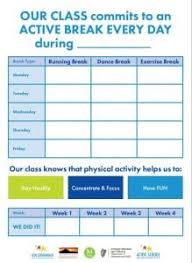 OUR CLASS commits to an
ACTIVE BREAK EVERY DAY
during
Break Type: Running Break Dance Break Exercise Break
Monday
Tuesday
Wednesday
Thursday
Friday
Our class knows that physical activity helps us to:
Stay Healthy Concentrate & Focus Have FUN
Week: Week 1 Week 2 Week 3 Week 4
WE DID IT!